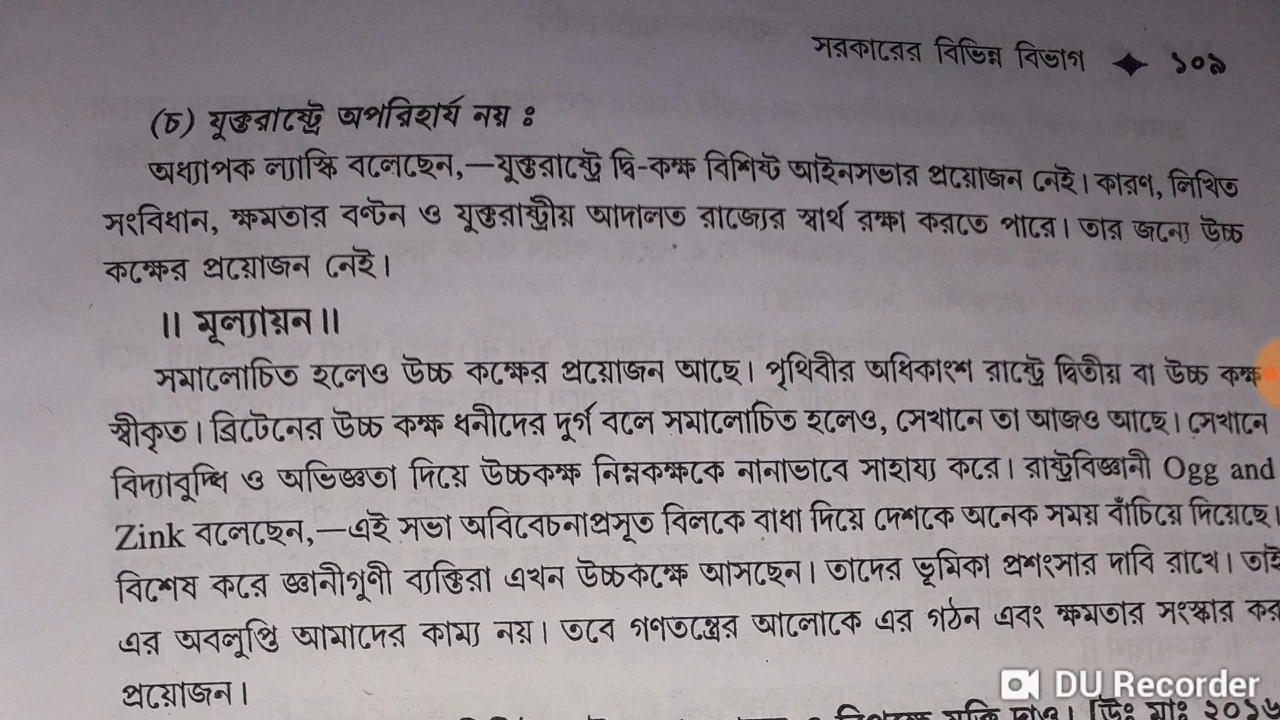 সরকারের বিভিন্ন বিভাগ ✦ ১০৯
(চ) যুক্তরাষ্ট্রে অপরিহার্য নয় ঃ
অধ্যাপক ল্যাস্কি বলেছেন,—যুক্তরাষ্ট্রে দ্বি-কক্ষ বিশিষ্ট আইনসভার প্রয়োজন নেই। কারণ, লিখিত
সংবিধান, ক্ষমতার বণ্টন ও যুক্তরাষ্ট্রীয় আদালত রাজ্যের স্বার্থ রক্ষা করতে পারে। তার জন্যে উচ্চ
কক্ষের প্রয়োজন নেই।
॥ মূল্যায়ন ॥
সমালোচিত হলেও উচ্চ কক্ষের প্রয়োজন আছে। পৃথিবীর অধিকাংশ রাষ্ট্রে দ্বিতীয় বা উচ্চ কক্ষ
স্বীকৃত। ব্রিটেনের উচ্চ কক্ষ ধনীদের দুর্গ বলে সমালোচিত হলেও, সেখানে তা আজও আছে। সেখানে
বিদ্যাবুদ্ধি ও অভিজ্ঞতা দিয়ে উচ্চকক্ষ নিম্নকক্ষকে নানাভাবে সাহায্য করে। রাষ্ট্রবিজ্ঞানী Ogg and
Zink বলেছেন,—এই সভা অবিবেচনাপ্রসূত বিলকে বাধা দিয়ে দেশকে অনেক সময় বাঁচিয়ে দিয়েছে।
বিশেষ করে জ্ঞানীগুণী ব্যক্তিরা এখন উচ্চকক্ষে আসছেন। তাদের ভূমিকা প্রশংসার দাবি রাখে। তাই
এর অবলুপ্তি আমাদের কাম্য নয়। তবে গণতন্ত্রের আলোকে এর গঠন এবং ক্ষমতার সংস্কার কর
প্রয়োজন।
DU Recorder